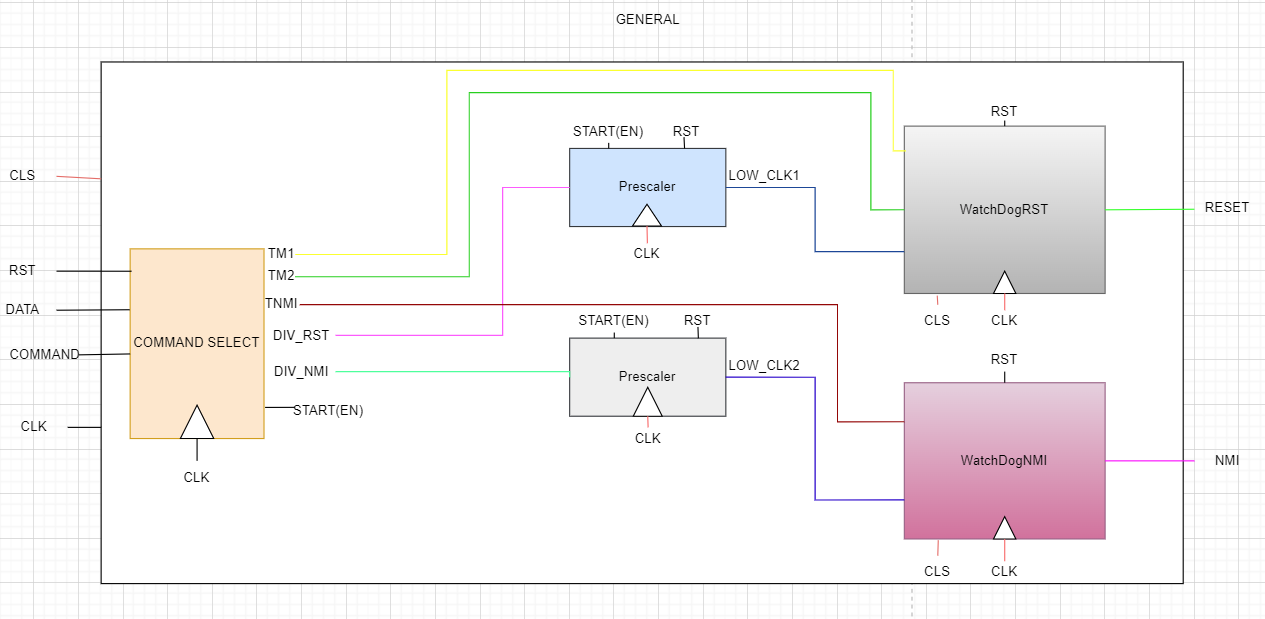 GENERAL
START(EN)
RST
RST
CLS
Prescaler
LOW_CLK1
WatchDogRST
RESET
CLK
TM1
RST
TM2
DATA
TNMI
START(EN)
RST
CLS
CLK
DIV_RST
COMMAND SELECT
COMMAND
LOW_CLK2
RST
DIV_NMI
Prescaler
START(EN)
CLK
CLK
WatchDogNMI
NMI
CLK
CLS
CLK